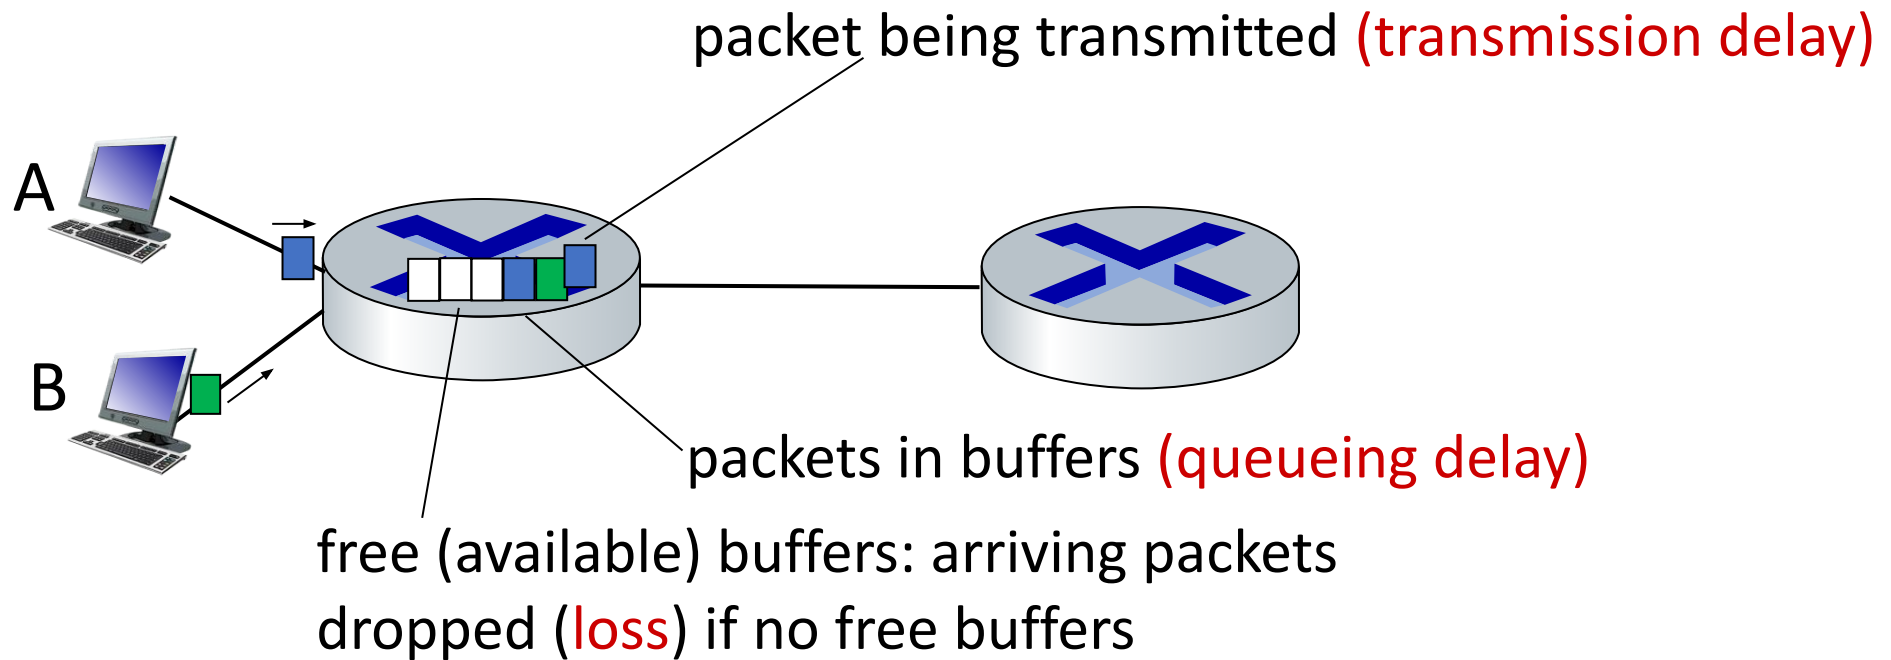 packet being transmitted (transmission delay)
A
B
packets in buffers (queueing delay)
free (available) buffers: arriving packets
dropped (loss) if no free buffers